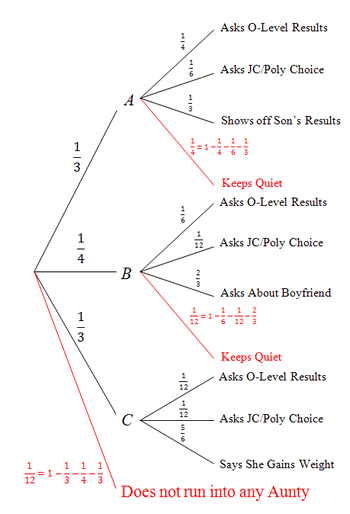 1/4 Asks O-Level Results
1/6 Asks JC/Poly Choice
A
1/3 Shows off Son's Results
1/4 = 1 − 1/4 − 1/6 − 1/3
1/3
Keeps Quiet
1/6 Asks O-Level Results
1/12 Asks JC/Poly Choice
1/4
B
2/3 Asks About Boyfriend
1/12 = 1 − 1/6 − 1/12 − 2/3
1/3
Keeps Quiet
1/12 Asks O-Level Results
1/12 Asks JC/Poly Choice
C
5/6 Says She Gains Weight
1/12 = 1 − 1/3 − 1/4 − 1/3
Does not run into any Aunty